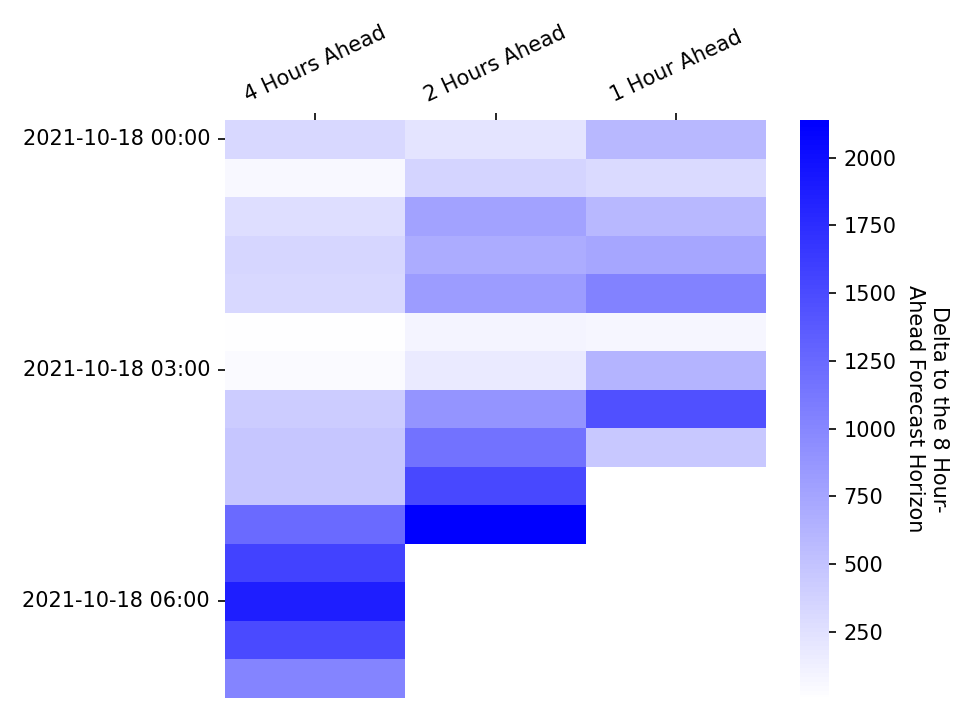 4 Hours Ahead
2 Hours Ahead
1 Hour Ahead
2021-10-18 00:00
2021-10-18 03:00
2021-10-18 06:00
2000
1750
1500
1250
1000
750
500
250
Delta to the 8 Hour-
Ahead Forecast Horizon